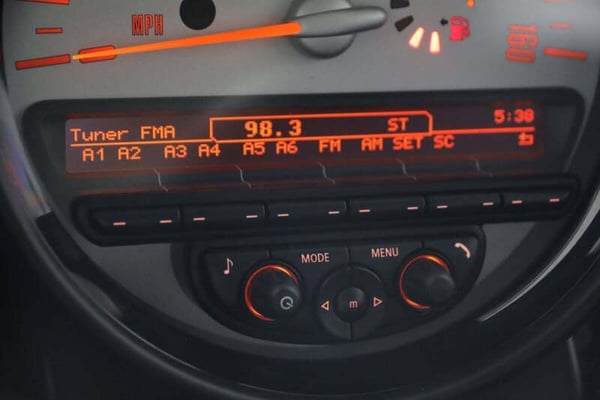 MPH
160
5:38
Tuner FMA 98.3 ST
A1 A2 A3 A4 A5 A6 FM AM SET SC
MODE MENU
m